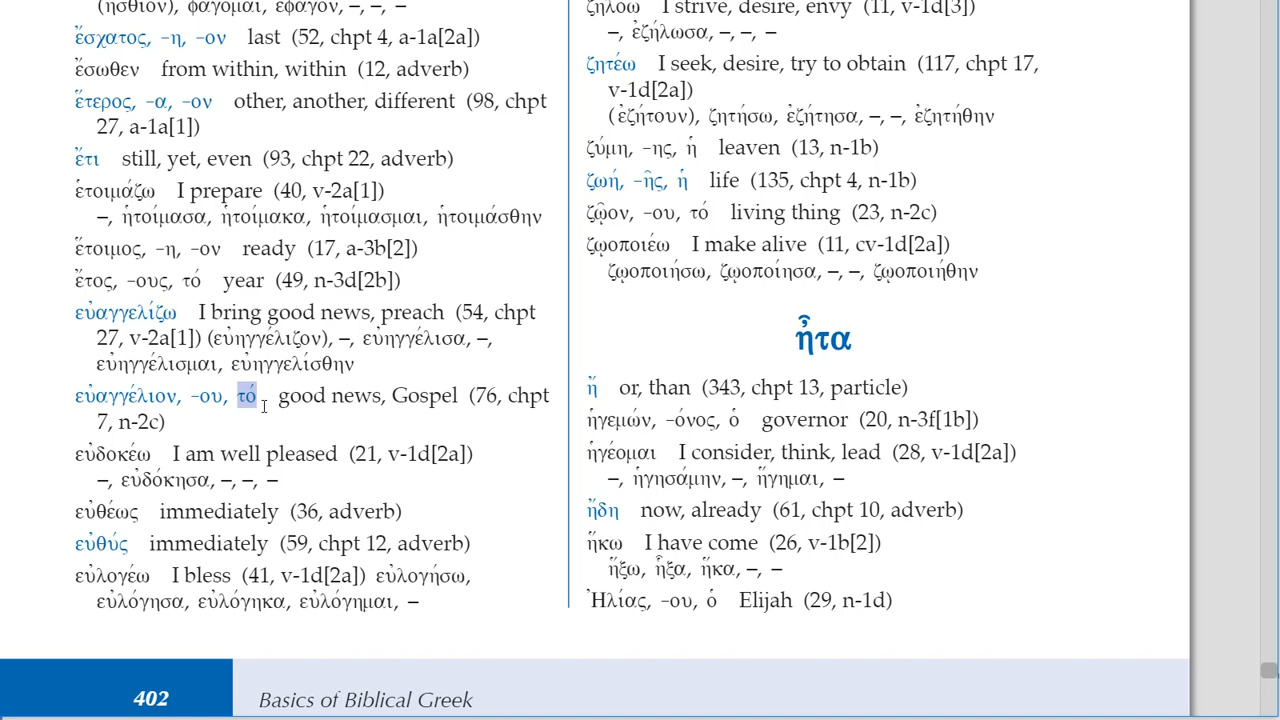 (ἤσθιον), φάγομαι, ἔφαγον, –, –, –
ἔσχατος, –η, –ον last (52, chpt 4, a-1a[2a])
ἔσωθεν from within, within (12, adverb)
ἕτερος, –α, –ον other, another, different (98, chpt
27, a-1a[1])
ἔτι still, yet, even (93, chpt 22, adverb)
ἑτοιμάζω I prepare (40, v-2a[1])
–, ἡτοίμασα, ἡτοίμακα, ἡτοίμασμαι, ἡτοιμάσθην
ἕτοιμος, –η, –ον ready (17, a-3b[2])
ἔτος, –ους, τό year (49, n-3d[2b])
εὐαγγελίζω I bring good news, preach (54, chpt
27, v-2a[1]) (εὐηγγέλιζον), –, εὐηγγέλισα, –,
εὐηγγέλισμαι, εὐηγγελίσθην
εὐαγγέλιον, –ου, τό good news, Gospel (76, chpt
7, n-2c)
εὐδοκέω I am well pleased (21, v-1d[2a])
–, εὐδόκησα, –, –, –
εὐθέως immediately (36, adverb)
εὐθύς immediately (59, chpt 12, adverb)
εὐλογέω I bless (41, v-1d[2a]) εὐλογήσω,
εὐλόγησα, εὐλόγηκα, εὐλόγημαι, –
ζηλόω I strive, desire, envy (11, v-1d[3])
–, ἐζήλωσα, –, –, –
ζητέω I seek, desire, try to obtain (117, chpt 17,
v-1d[2a])
(ἐζήτουν), ζητήσω, ἐζήτησα, –, –, ἐζητήθην
ζύμη, –ης, ἡ leaven (13, n-1b)
ζωή, –ῆς, ἡ life (135, chpt 4, n-1b)
ζῷον, –ου, τό living thing (23, n-2c)
ζῳοποιέω I make alive (11, cv-1d[2a])
ζῳοποιήσω, ζῳοποίησα, –, –, ζῳοποιήθην
ἦτα
ἤ or, than (343, chpt 13, particle)
ἡγεμών, –όνος, ὁ governor (20, n-3f[1b])
ἡγέομαι I consider, think, lead (28, v-1d[2a])
–, ἡγησάμην, –, ἥγημαι, –
ἤδη now, already (61, chpt 10, adverb)
ἥκω I have come (26, v-1b[2])
ἥξω, ἧξα, ἧκα, –, –
Ἠλίας, –ου, ὁ Elijah (29, n-1d)
402 Basics of Biblical Greek